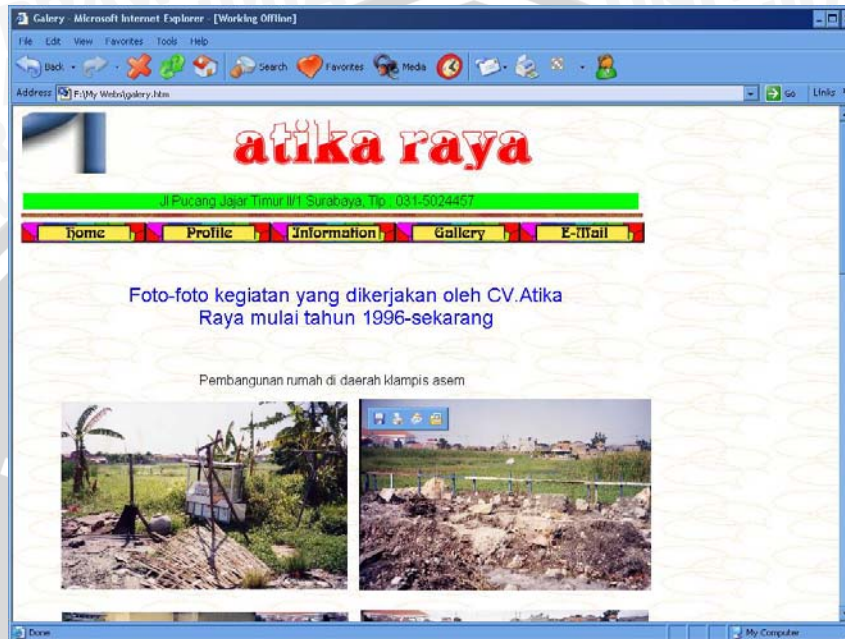 Galery - Microsoft Internet Explorer - [Working Offline]
File Edit View Favorites Tools Help
Back Search Favorites Media
Address F:\My Webs\galery.htm Go Links
atika raya
Jl Pucang Jajar Timur II/1 Surabaya, Tlp : 031-5024457
Home Profile Information Gallery E-Mail
Foto-foto kegiatan yang dikerjakan oleh CV.Atika
Raya mulai tahun 1996-sekarang
Pembangunan rumah di daerah klampis asem
Done My Computer